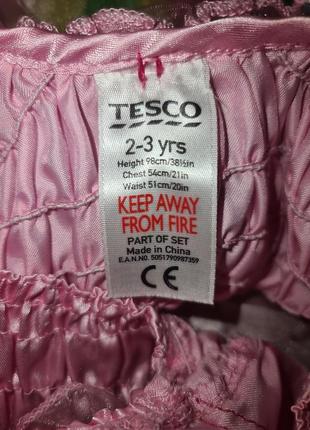 TESCO
2-3 yrs
Height 98cm/38½in
Chest 54cm/21in
Waist 51cm/20in
KEEP AWAY
FROM FIRE
PART OF SET
Made in China
E.A.N.NO. 5051790987359
CE